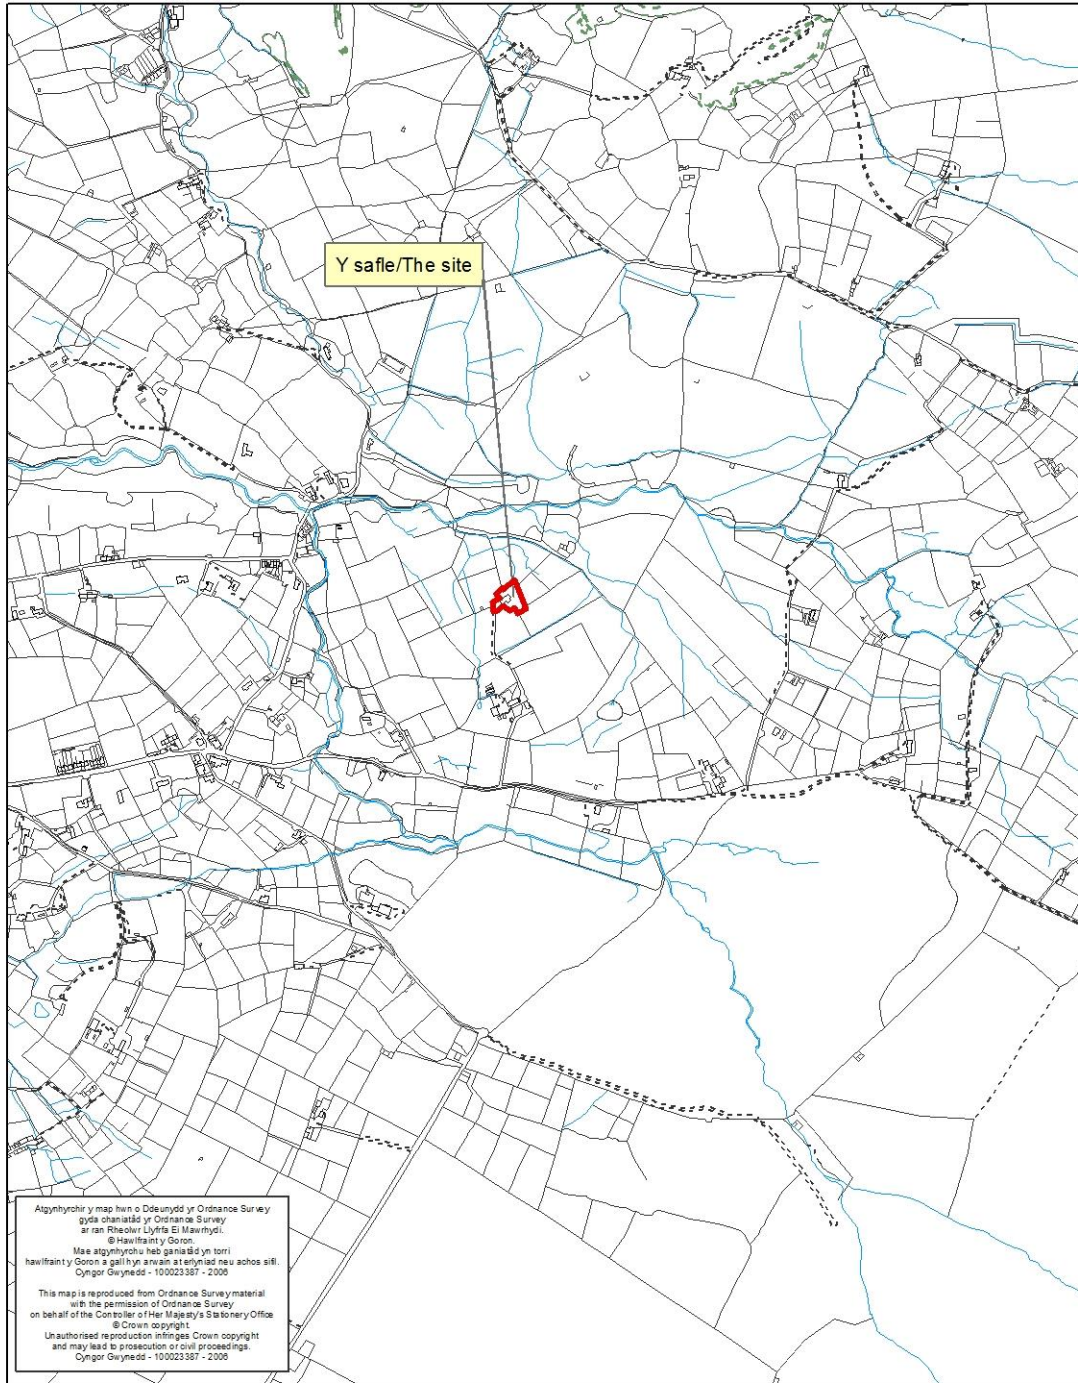 Y safle/The site
Atgynhyrchir y map hwn o Ddeunydd yr Ordnance Survey
gyda chaniatâd yr Ordnance Survey
ar ran Rheolwr Llyfrfa Ei Mawrhydi.
© Hawlfraint y Goron.
Mae atgynhyrchu heb ganiatâd yn torri
hawlfraint y Goron a gall hyn arwain at erlyniad neu achos sifil.
Cyngor Gwynedd - 100023387 - 2006
This map is reproduced from Ordnance Survey material
with the permission of Ordnance Survey
on behalf of the Controller of Her Majesty's Stationery Office
© Crown copyright.
Unauthorised reproduction infringes Crown copyright
and may lead to prosecution or civil proceedings.
Cyngor Gwynedd - 100023387 - 2006